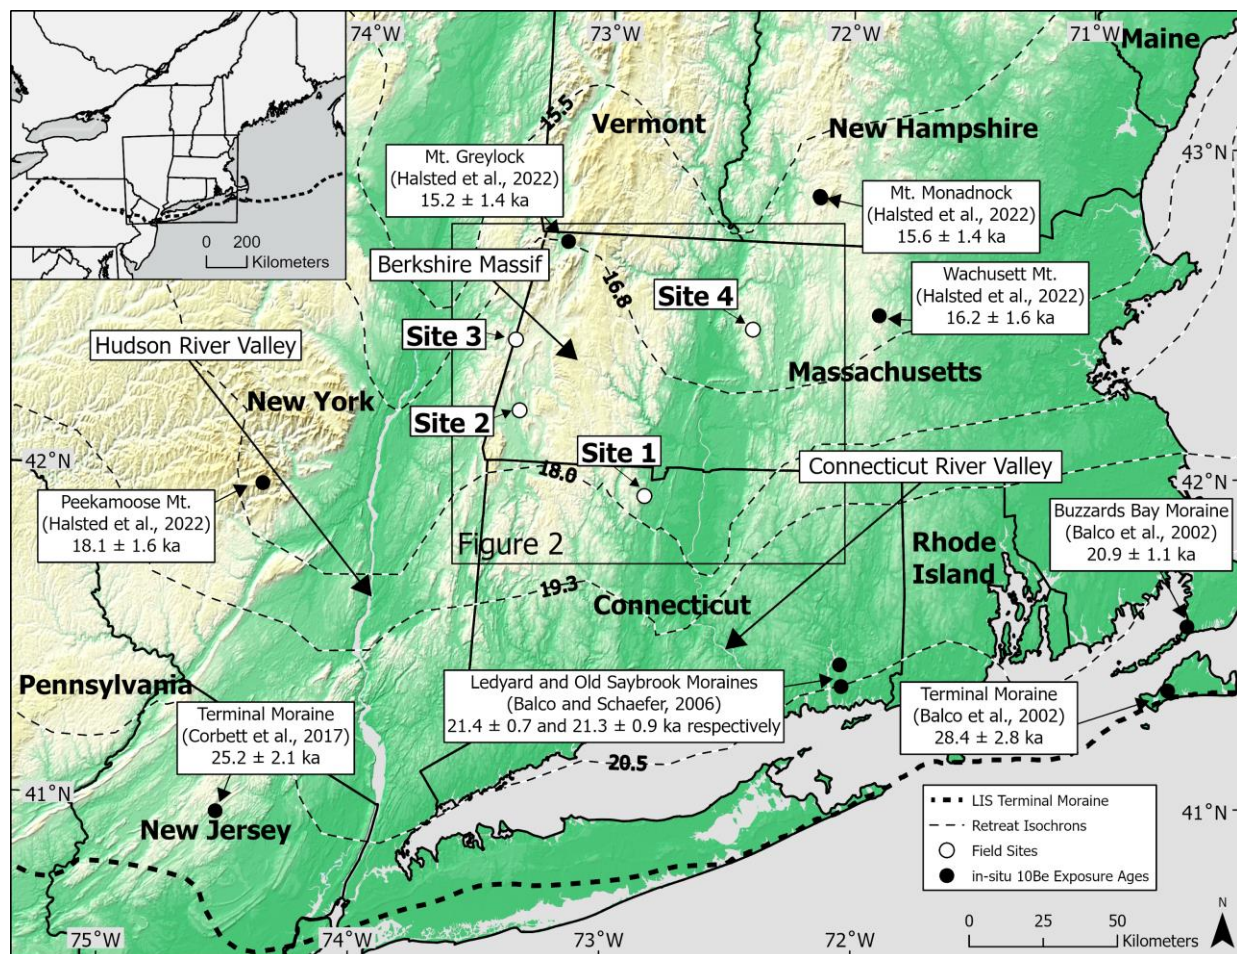 74°W
73°W
72°W
71°W
Maine
Vermont
New Hampshire
15.5
43°N
Mt. Greylock
(Halsted et al., 2022)
15.2 ± 1.4 ka
Mt. Monadnock
(Halsted et al., 2022)
15.6 ± 1.4 ka
0 200
Kilometers
Berkshire Massif
16.8
Site 4
Wachusett Mt.
(Halsted et al., 2022)
16.2 ± 1.6 ka
Hudson River Valley
Site 3
Massachusetts
New York
Site 2
Site 1
42°N
18.0
Connecticut River Valley
42°N
Peekamoose Mt.
(Halsted et al., 2022)
18.1 ± 1.6 ka
Buzzards Bay Moraine
(Balco et al., 2002)
20.9 ± 1.1 ka
Figure 2
Rhode
Island
19.3
Connecticut
Pennsylvania
Ledyard and Old Saybrook Moraines
(Balco and Schaefer, 2006)
21.4 ± 0.7 and 21.3 ± 0.9 ka respectively
Terminal Moraine
(Balco et al., 2002)
28.4 ± 2.8 ka
Terminal Moraine
(Corbett et al., 2017)
25.2 ± 2.1 ka
20.5
41°N
41°N
New Jersey
LIS Terminal Moraine
Retreat Isochrons
Field Sites
in-situ 10Be Exposure Ages
N
75°W
74°W
73°W
72°W
0 25 50
Kilometers